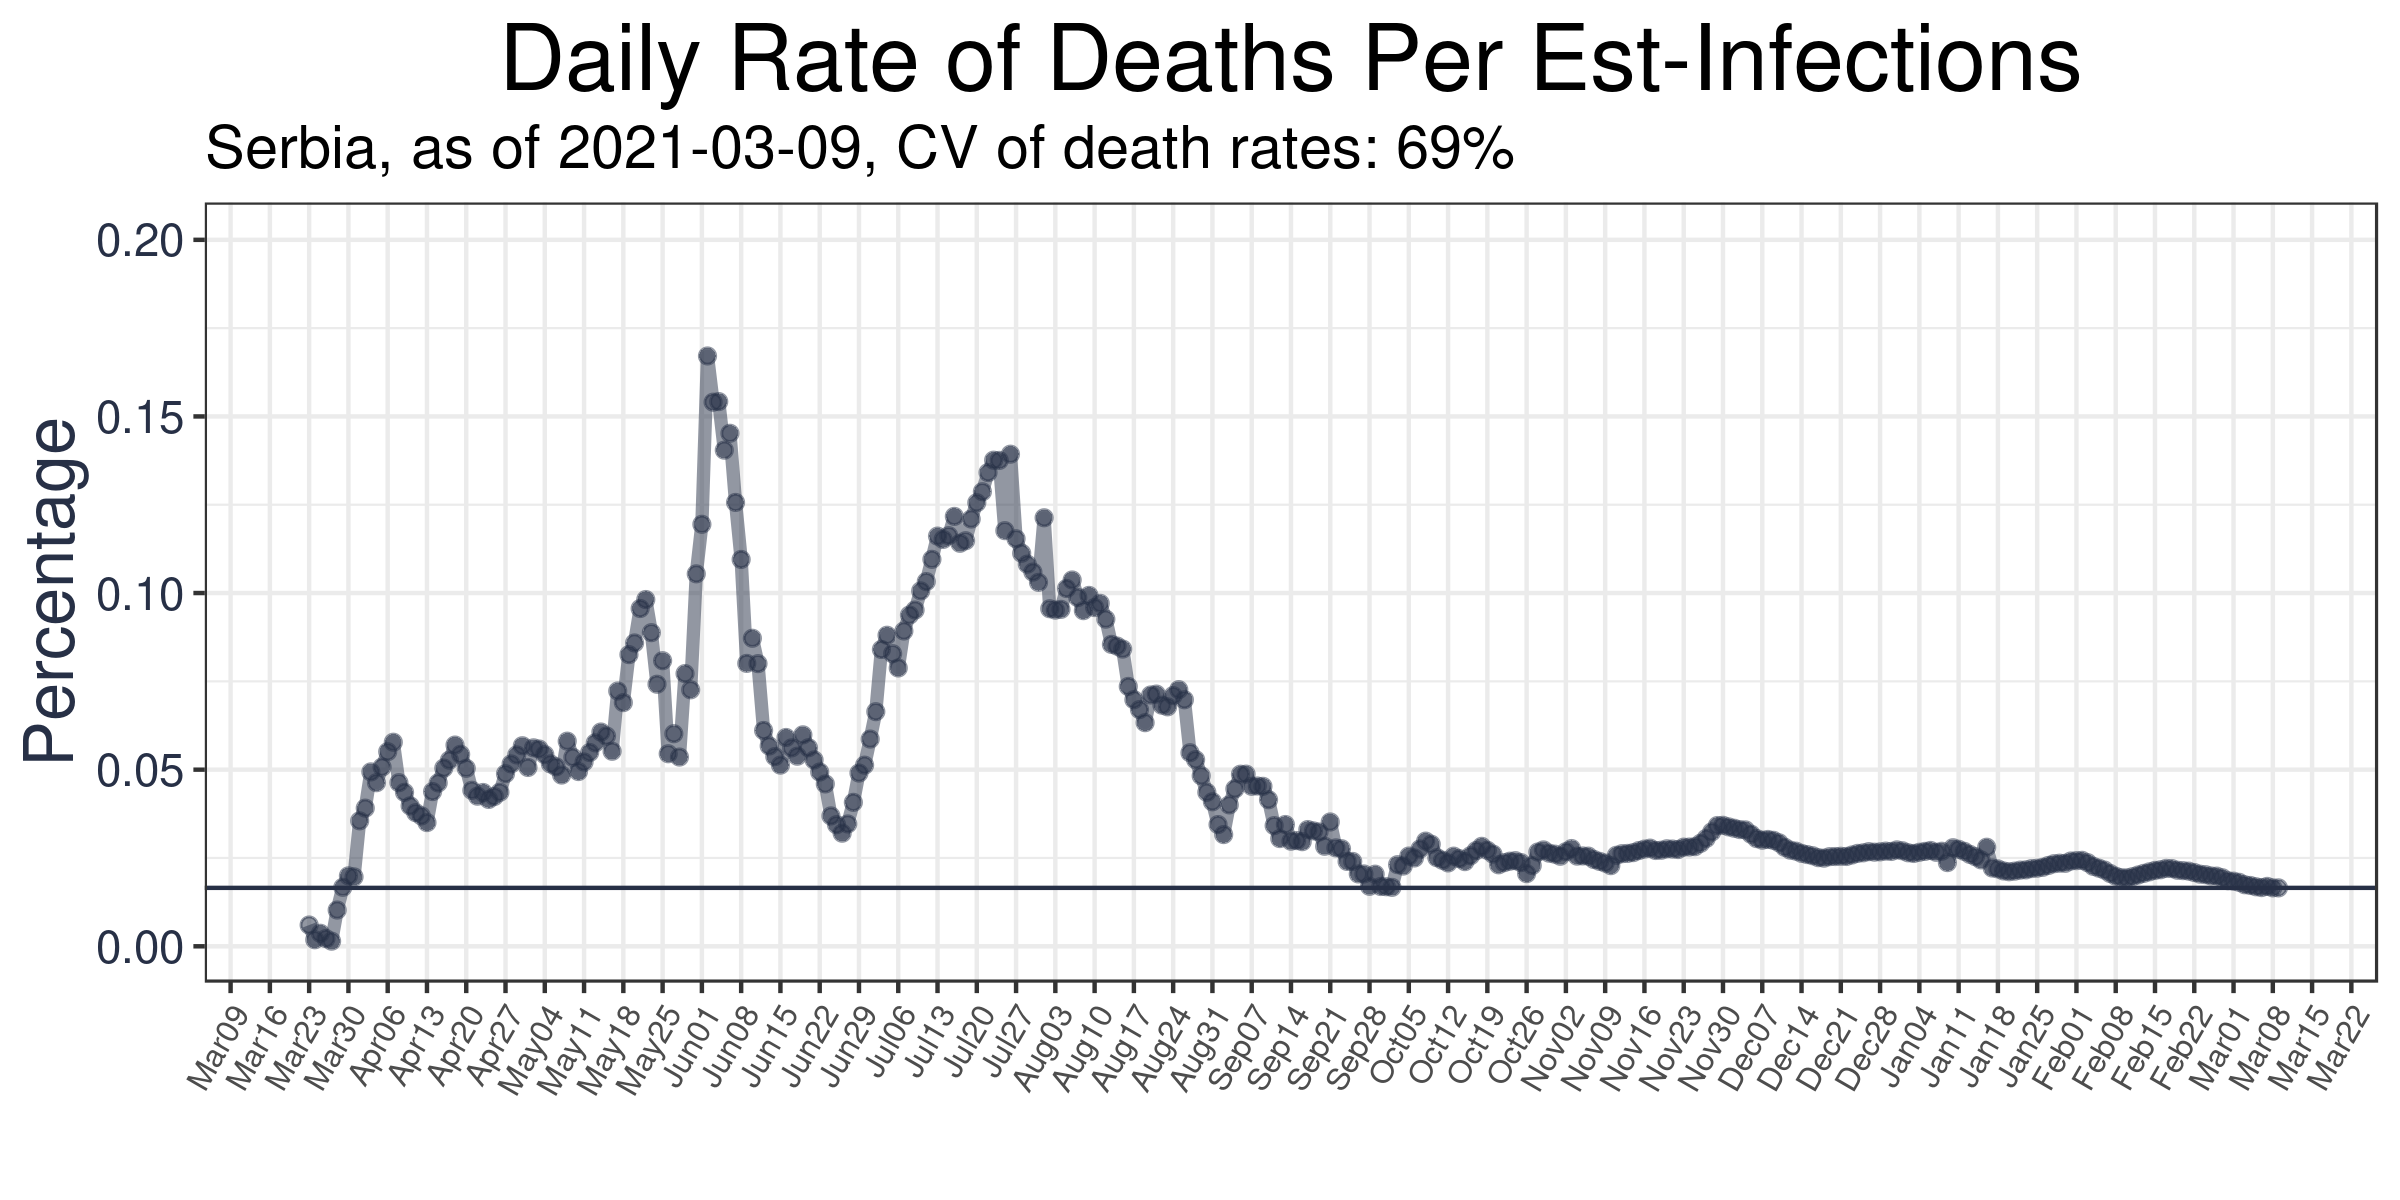 Daily Rate of Deaths Per Est-Infections
Serbia, as of 2021-03-09, CV of death rates: 69%
Percentage
0.20
0.15
0.10
0.05
0.00
Mar09
Mar16
Mar23
Mar30
Apr06
Apr13
Apr20
Apr27
May04
May11
May18
May25
Jun01
Jun08
Jun15
Jun22
Jun29
Jul06
Jul13
Jul20
Jul27
Aug03
Aug10
Aug17
Aug24
Aug31
Sep07
Sep14
Sep21
Sep28
Oct05
Oct12
Oct19
Oct26
Nov02
Nov09
Nov16
Nov23
Nov30
Dec07
Dec14
Dec21
Dec28
Jan04
Jan11
Jan18
Jan25
Feb01
Feb08
Feb15
Feb22
Mar01
Mar08
Mar15
Mar22